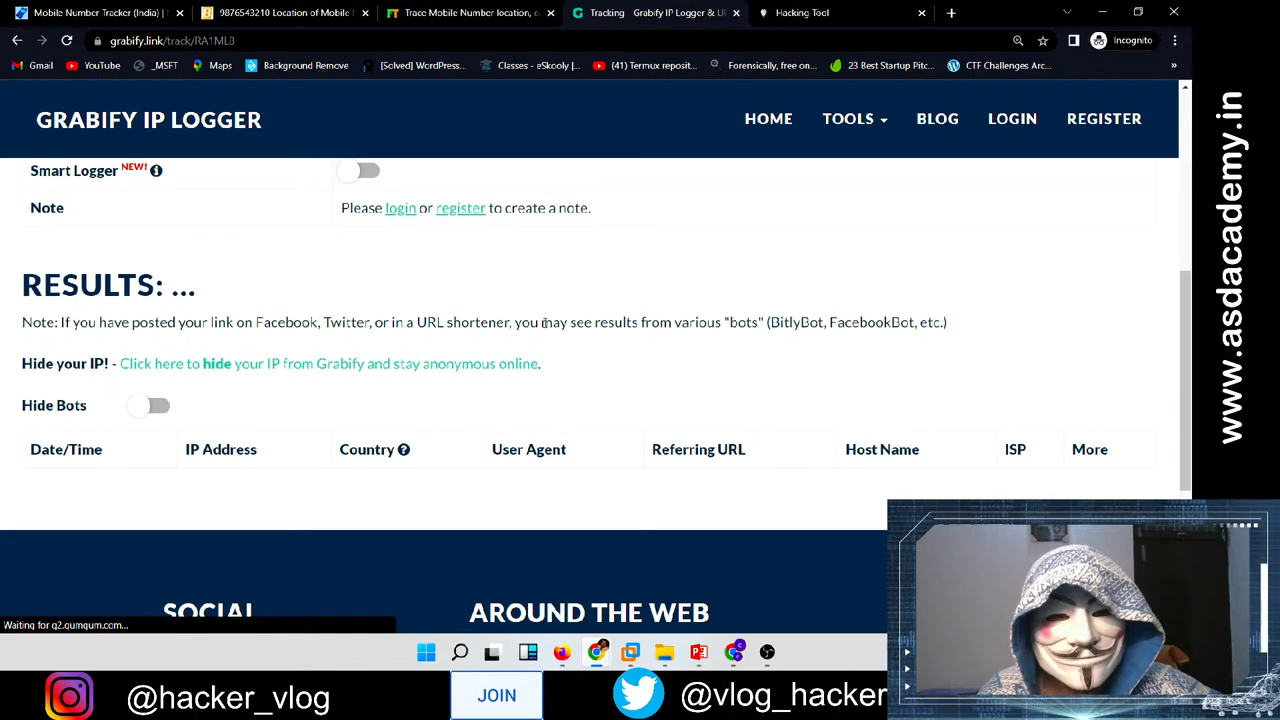 Mobile Number Tracker (India) |
9876543210 Location of Mobile
Trace Mobile Number location, c
Tracking - Grabify IP Logger &
Hacking Tool
grabify.link/track/RA1ML8
Incognito
Gmail
YouTube
_MSFT
Maps
Background Remove
[Solved] WordPress...
Classes - eSkooly |...
(41) Termux reposit...
Forensically, free on...
23 Best Startup Pitc...
CTF Challenges Arc...
»
GRABIFY IP LOGGER
HOME
TOOLS
BLOG
LOGIN
REGISTER
Smart Logger NEW!
Note
Please login or register to create a note.
RESULTS: ...
Note: If you have posted your link on Facebook, Twitter, or in a URL shortener, you may see results from various "bots" (BitlyBot, FacebookBot, etc.)
Hide your IP! - Click here to hide your IP from Grabify and stay anonymous online.
Hide Bots
Date/Time
IP Address
Country
User Agent
Referring URL
Host Name
ISP
More
SOCIAL
AROUND THE WEB
Waiting for g2.gumgum.com...
@hacker_vlog
JOIN
@vlog_hacker
www.asdacademy.in